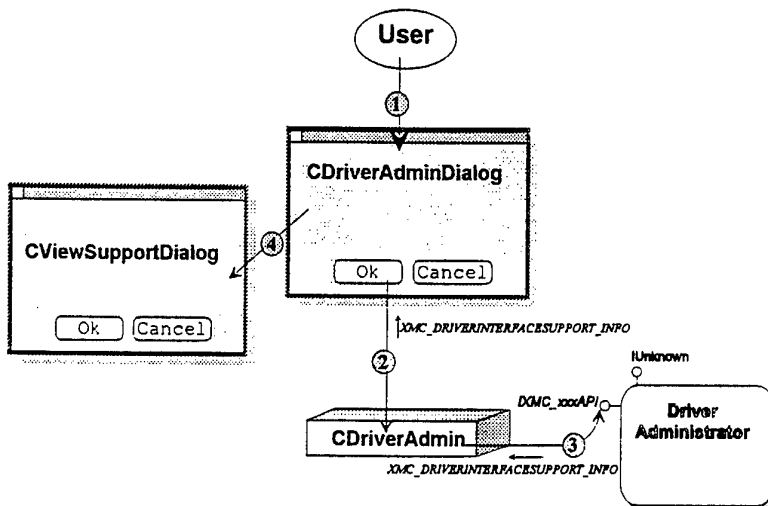 User
1
CDriverAdminDialog
4
CViewSupportDialog
Ok Cancel
Ok Cancel
XMC_DRIVERINTERFACESUPPORT_INFO
2
IUnknown
IXMC_xxxAPI
Driver
Administrator
CDriverAdmin
3
XMC_DRIVERINTERFACESUPPORT_INFO